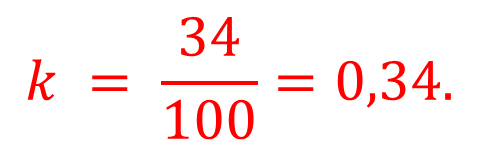 k = 34/100 = 0,34.